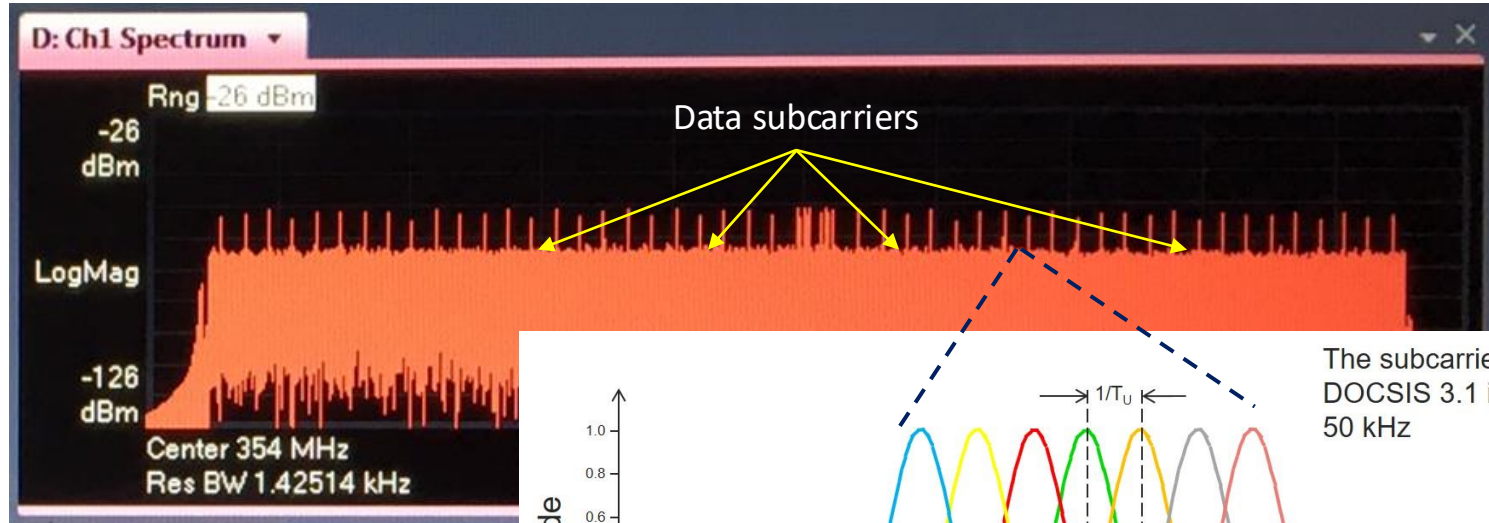 D: Ch1 Spectrum
Rng -26 dBm
-26
dBm
Data subcarriers
LogMag
-126
dBm
Center 354 MHz
Res BW 1.42514 kHz
The subcarrie
DOCSIS 3.1 i
50 kHz
1/TU
1.0
0.8
0.6
de